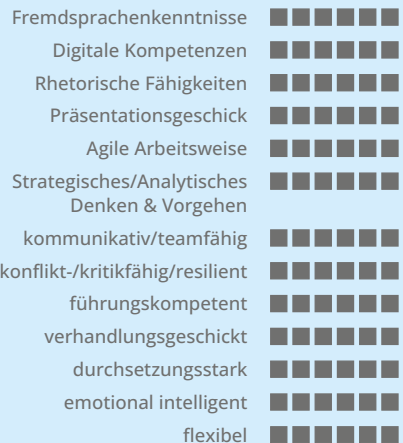 Fremdsprachenkenntnisse
Digitale Kompetenzen
Rhetorische Fähigkeiten
Präsentationsgeschick
Agile Arbeitsweise
Strategisches/Analytisches
Denken & Vorgehen
kommunikativ/teamfähig
konflikt-/kritikfähig/resilient
führungskompetent
verhandlungsgeschickt
durchsetzungsstark
emotional intelligent
flexibel